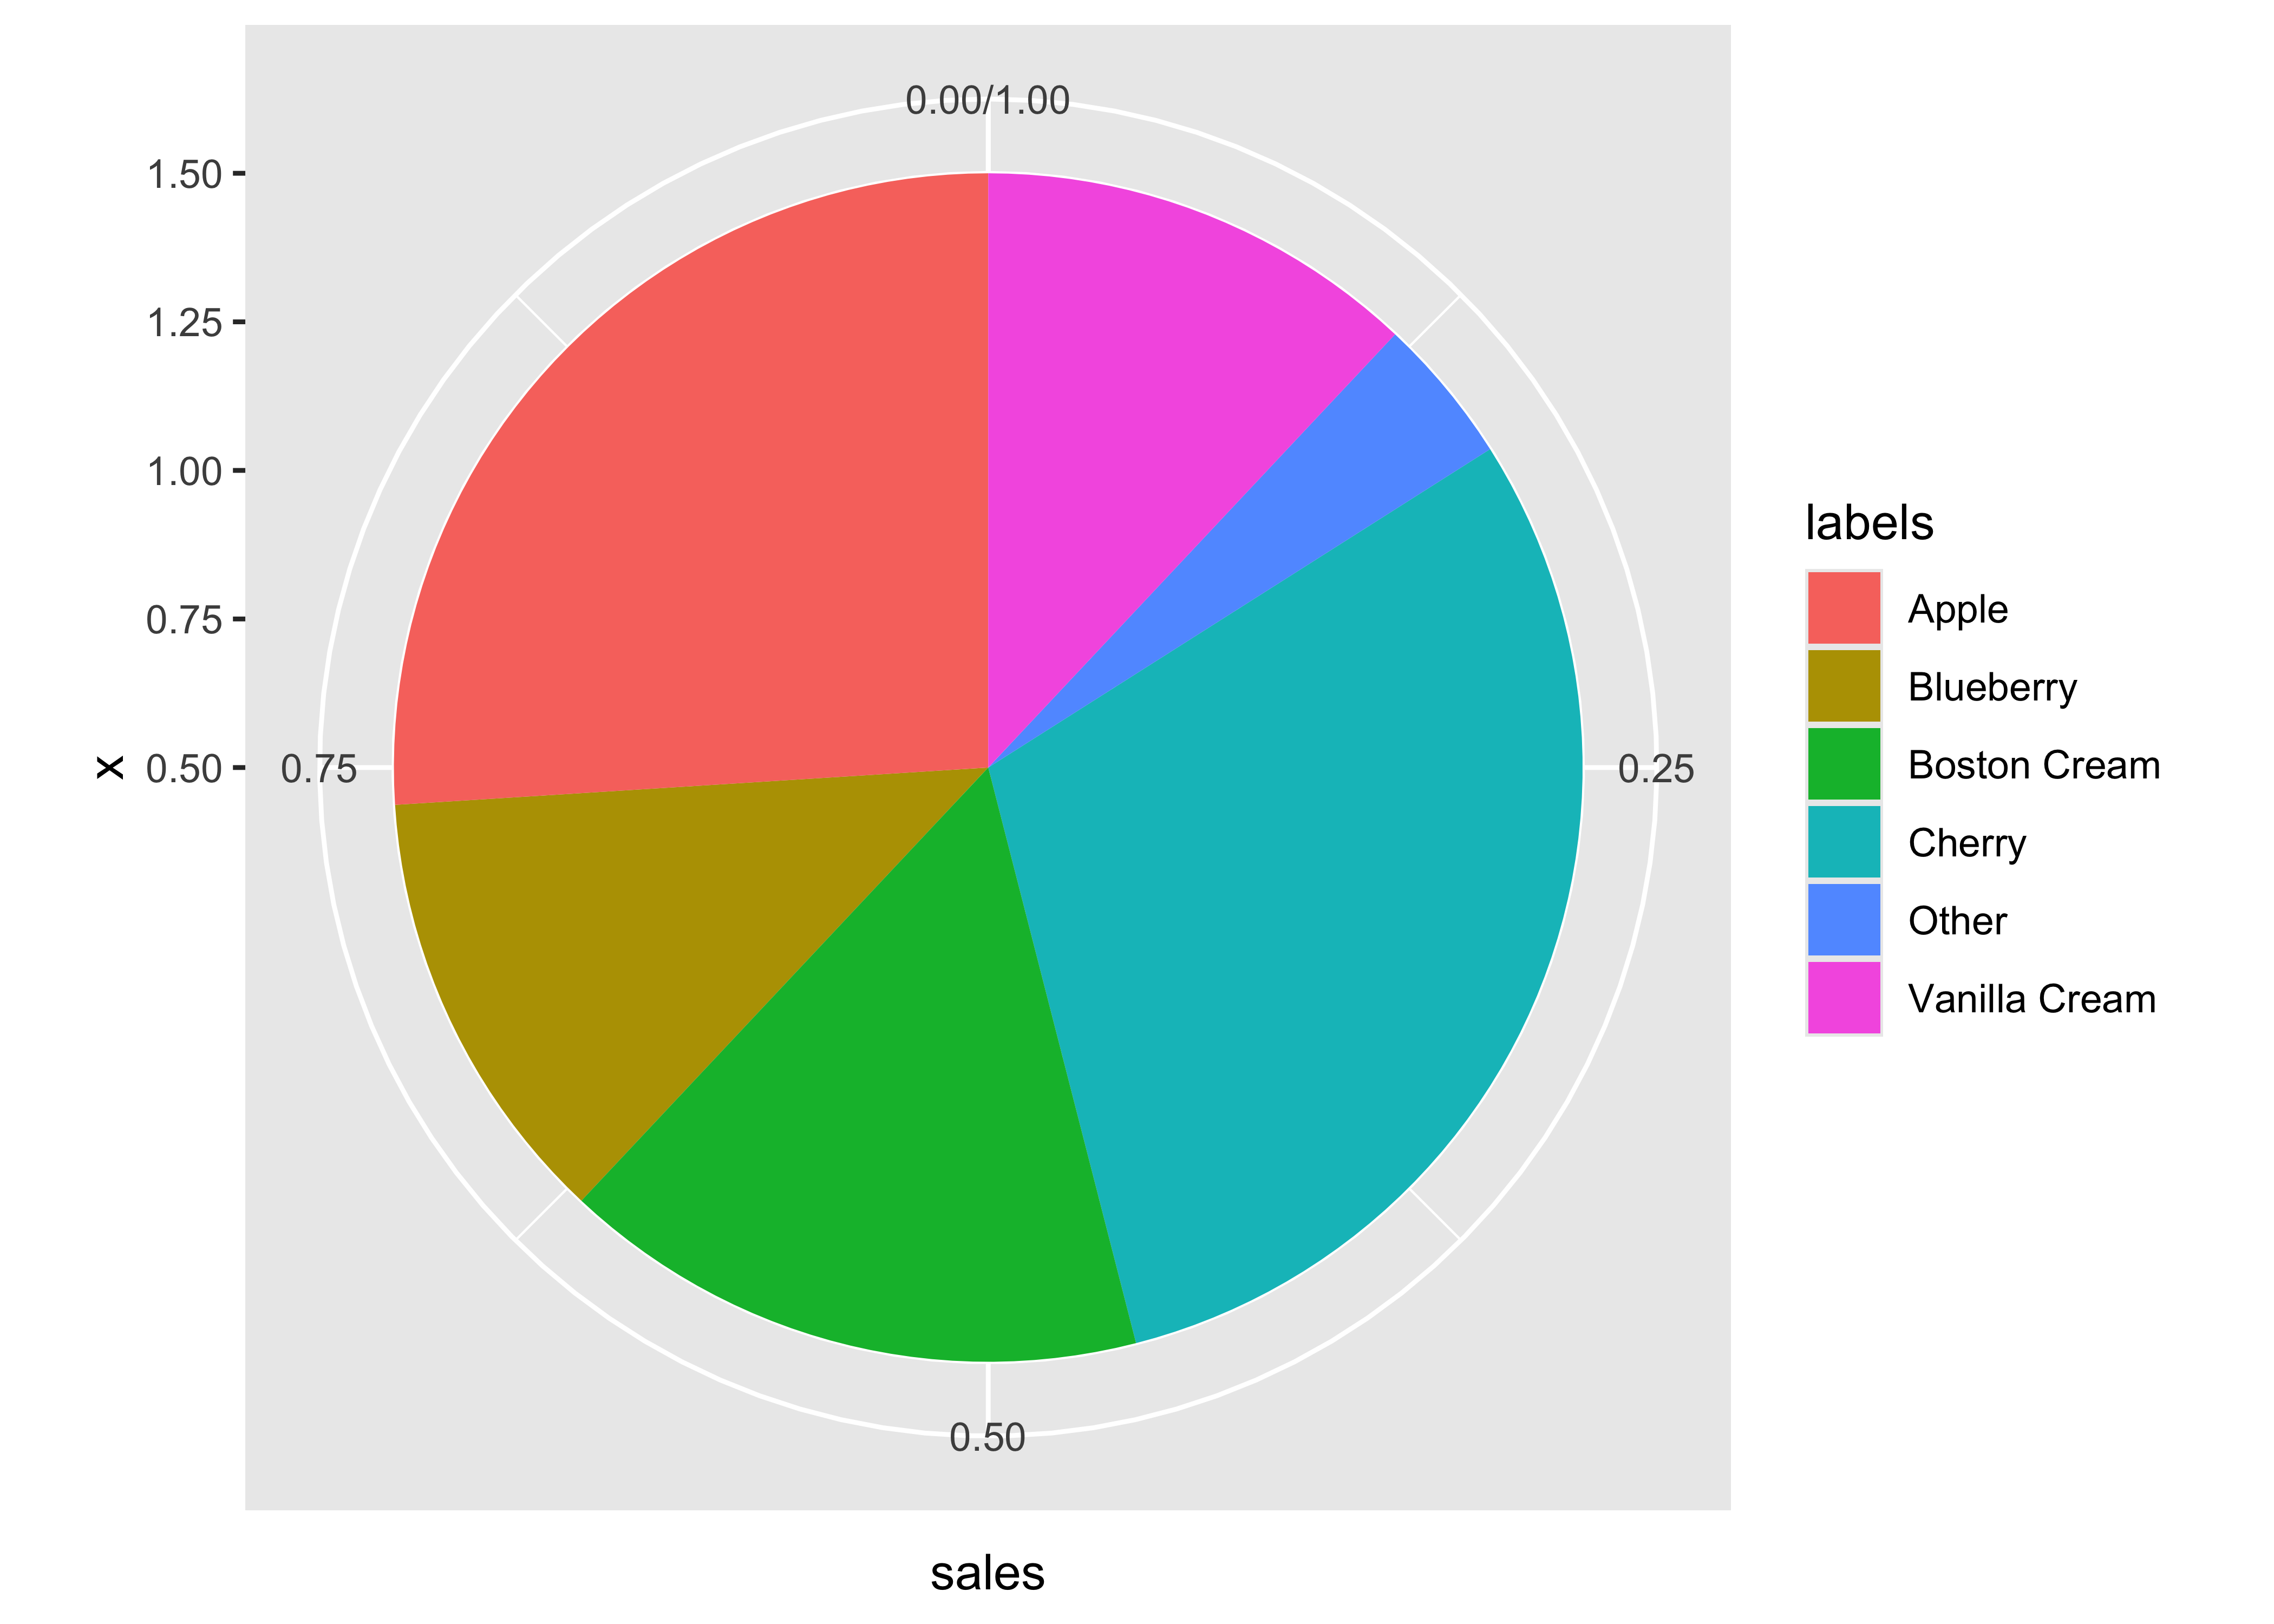 0.00/1.00
1.50
1.25
1.00
0.75
0.50
x
0.75
0.25
0.50
sales
labels
Apple
Blueberry
Boston Cream
Cherry
Other
Vanilla Cream